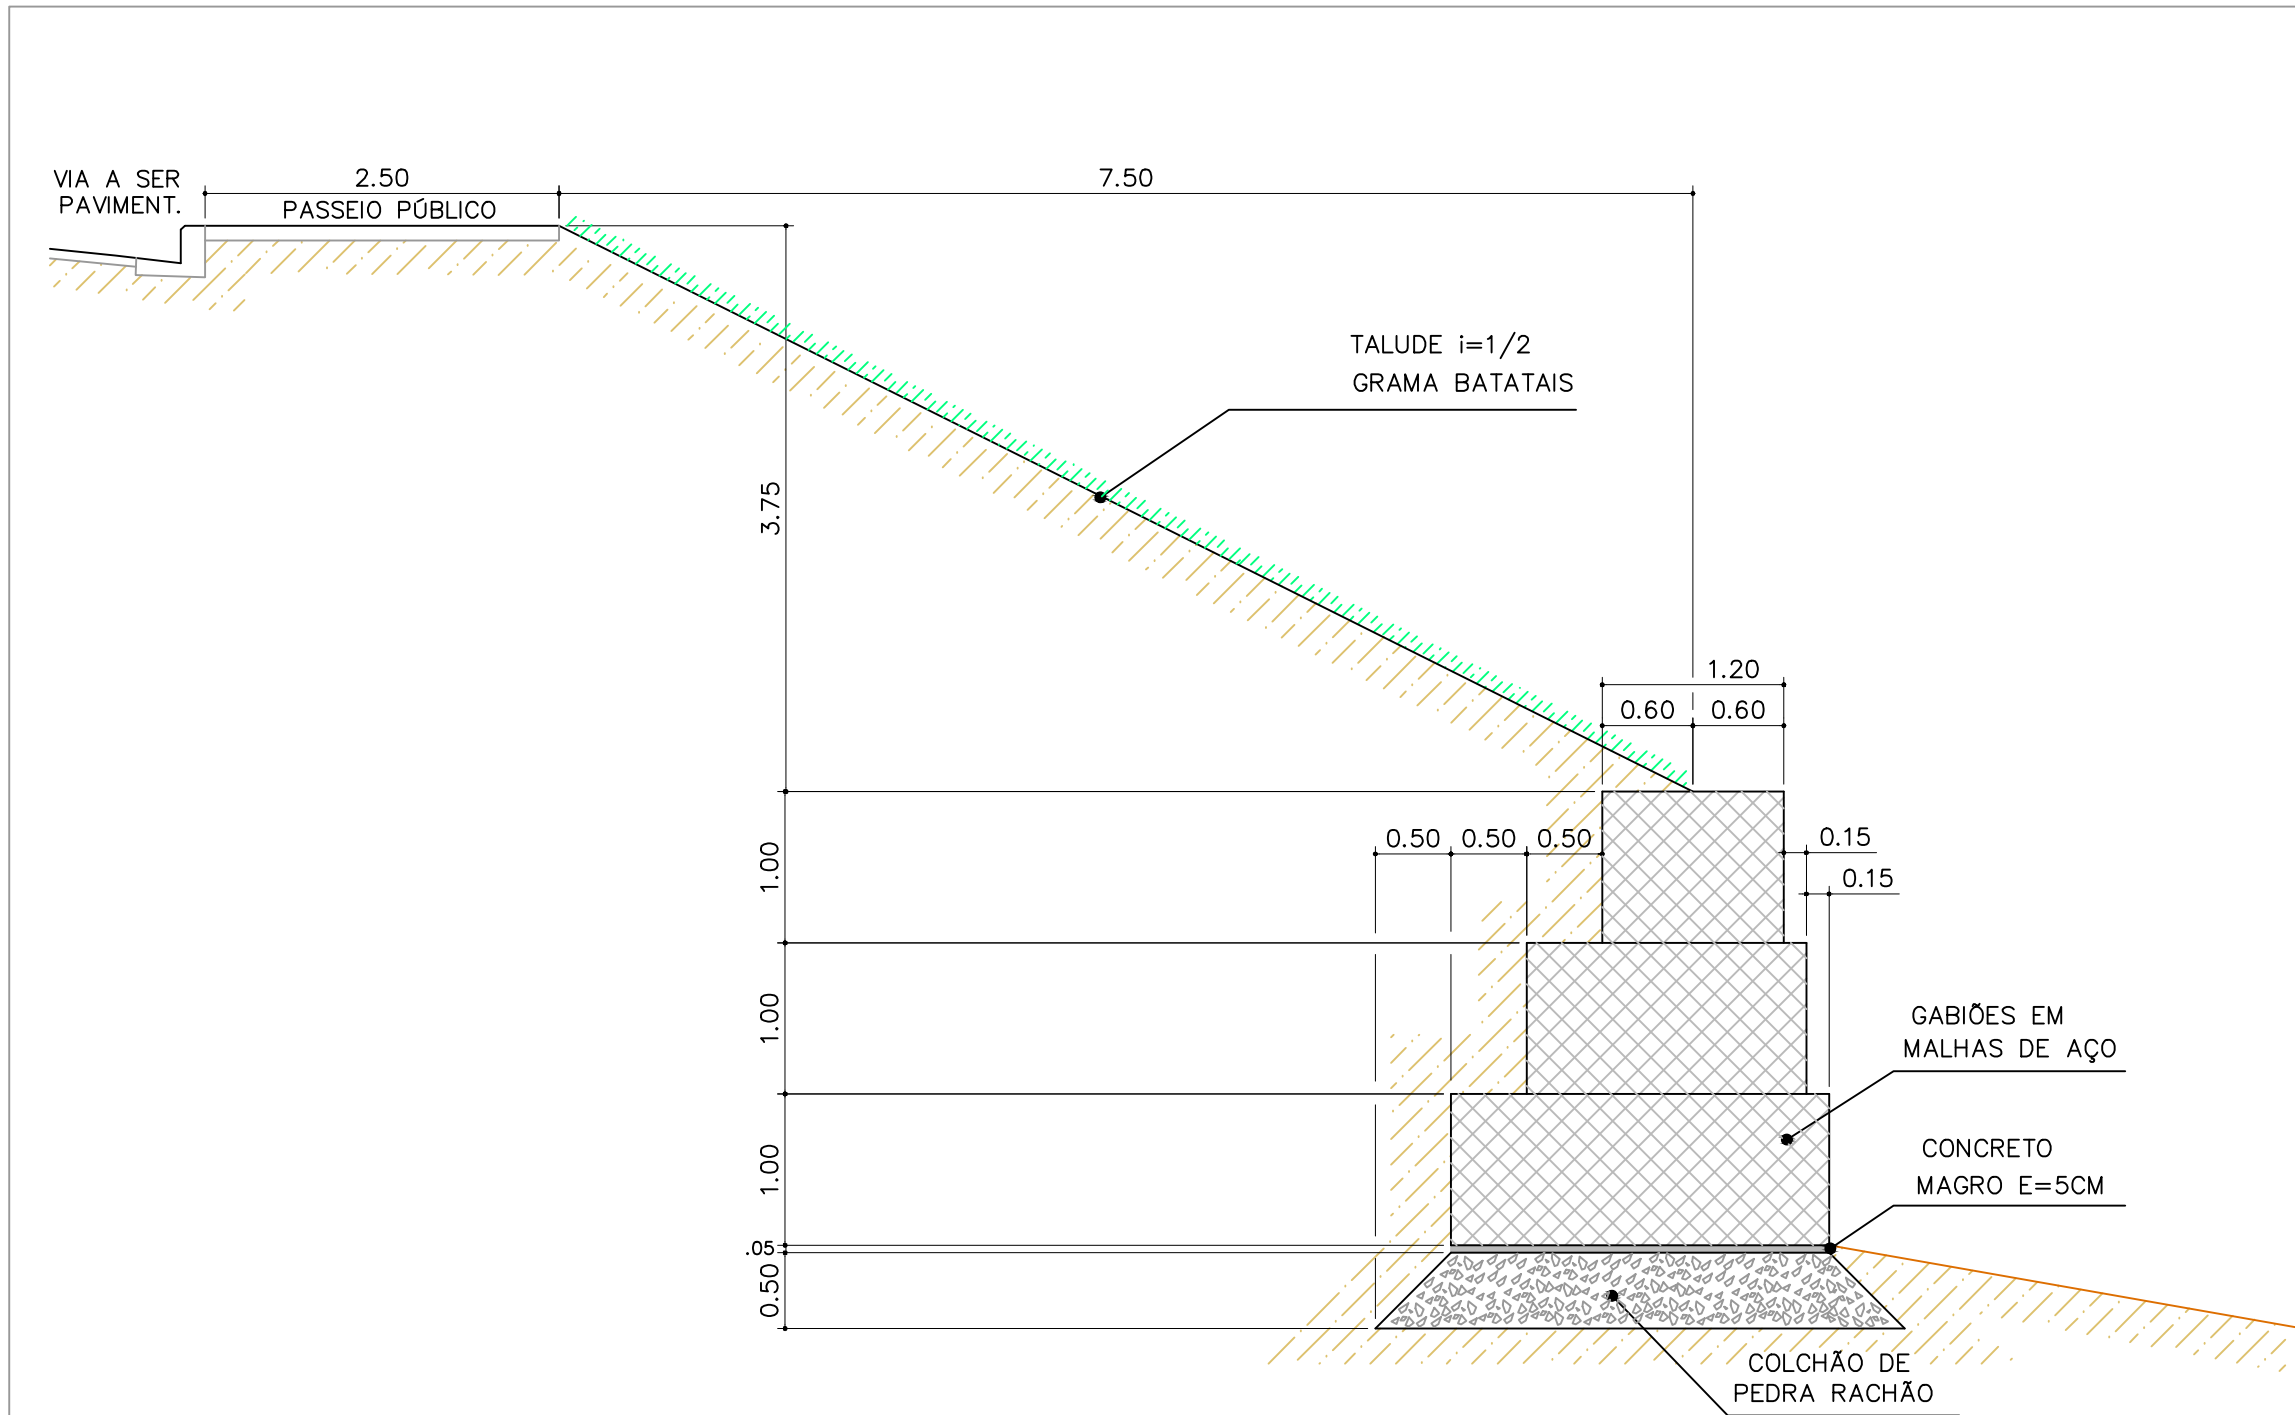 VIA A SER
PAVIMENT.
2.50
PASSEIO PÚBLICO
7.50
TALUDE i=1/2
GRAMA BATATAIS
3.75
1.20
0.60 0.60
0.50 0.50 0.50
0.15
0.15
1.00
1.00
1.00
.05
0.50
GABIÕES EM
MALHAS DE AÇO
CONCRETO
MAGRO E=5CM
COLCHÃO DE
PEDRA RACHÃO